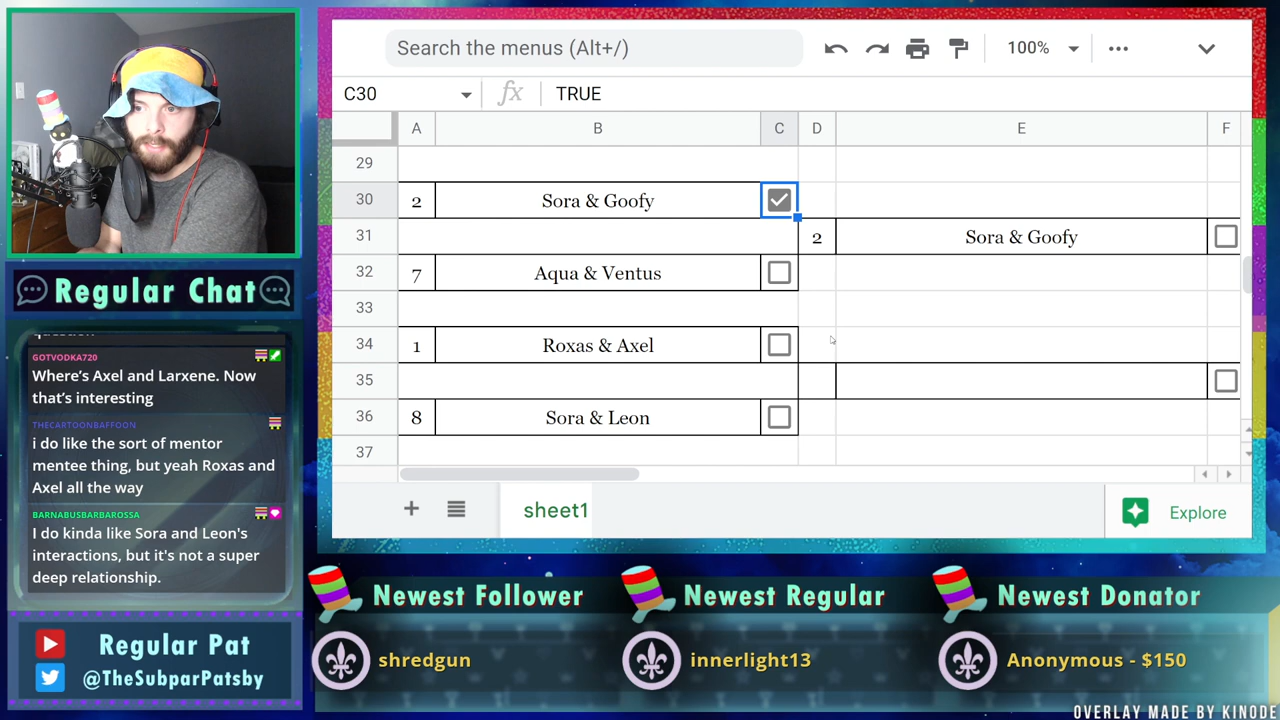 Search the menus (Alt+/)
100%
C30
fx
TRUE
A B C D E F
29
30 2 Sora & Goofy
31 2 Sora & Goofy
32 7 Aqua & Ventus
33
34 1 Roxas & Axel
35
36 8 Sora & Leon
37
sheet1
Explore
Regular Chat
GOTVODKA720
Where's Axel and Larxene. Now
that's interesting
THECARTOONBAFFOON
i do like the sort of mentor
mentee thing, but yeah Roxas and
Axel all the way
BARNABUSBARBAROSSA
I do kinda like Sora and Leon's
interactions, but it's not a super
deep relationship.
Regular Pat
@TheSubparPatsby
Newest Follower
shredgun
Newest Regular
innerlight13
Newest Donator
Anonymous - $150
OVERLAY MADE BY KINODE